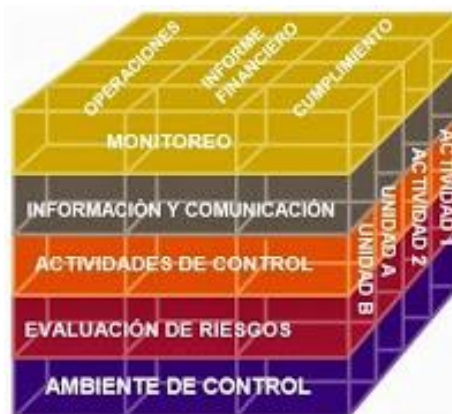 OPERACIONES
INFORME
FINANCIERO
CUMPLIMIENTO
MONITOREO
INFORMACIÒN Y COMUNICACIÓN
ACTIVIDADES DE CONTROL
EVALUACIÓN DE RIESGOS
AMBIENTE DE CONTROL
UNIDAD B
UNIDAD A
ACTIVIDAD 2
ACTIVIDAD 1